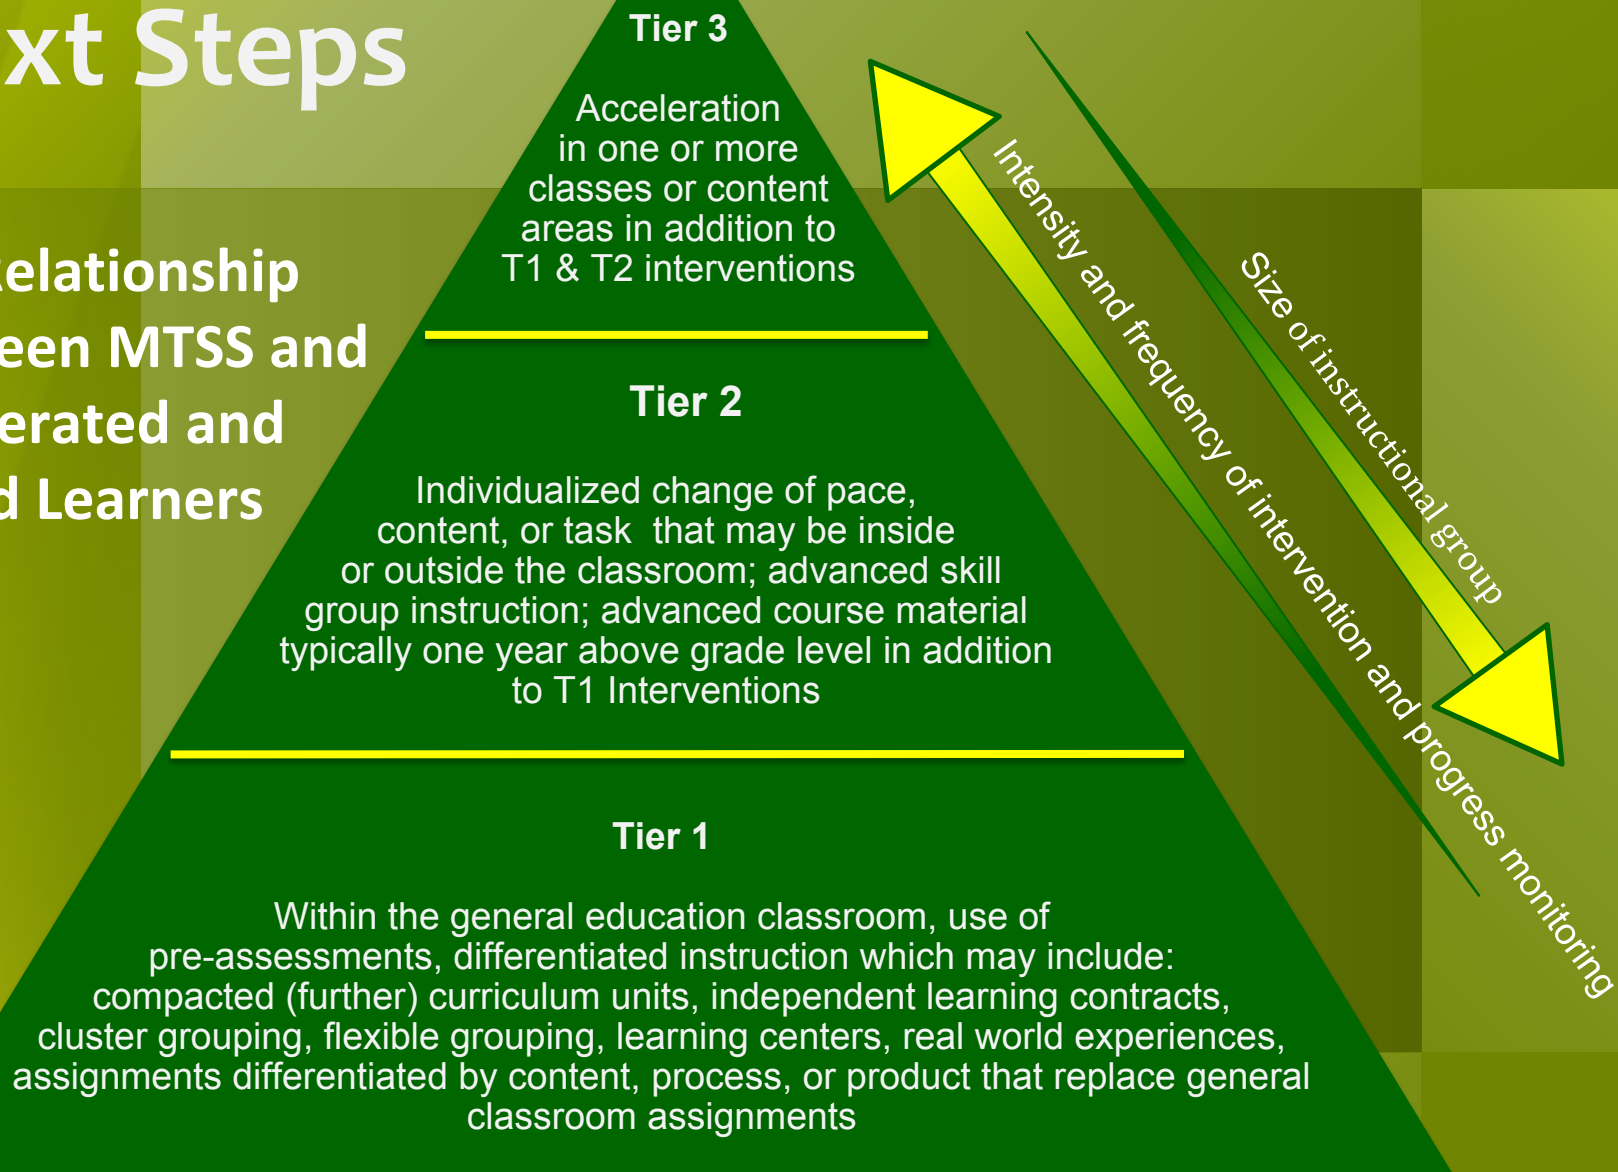 xt Steps
Relationship
een MTSS and
erated and
d Learners
Tier 3
Acceleration
in one or more
classes or content
areas in addition to
T1 & T2 interventions
Tier 2
Individualized change of pace,
content, or task that may be inside
or outside the classroom; advanced skill
group instruction; advanced course material
typically one year above grade level in addition
to T1 Interventions
Tier 1
Within the general education classroom, use of
pre-assessments, differentiated instruction which may include:
compacted (further) curriculum units, independent learning contracts,
cluster grouping, flexible grouping, learning centers, real world experiences,
assignments differentiated by content, process, or product that replace general
classroom assignments
Intensity and frequency of intervention and progress monitoring
Size of instructional group